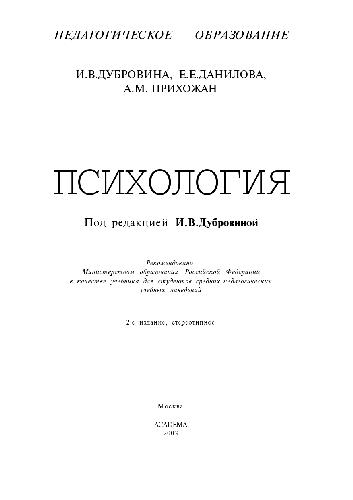 ПЕДАГОГИЧЕСКОЕ ОБРАЗОВАНИЕ
И.В.ДУБРОВИНА, Е.Е.ДАНИЛОВА,
А.М. ПРИХОЖАН
ПСИХОЛОГИЯ
Под редакцией И.В.Дубровиной
Рекомендовано
Министерством образования Российской Федерации
в качестве учебника для студентов средних педагогических
учебных заведений
2-е издание, стереотипное
Москва
ACADEMA